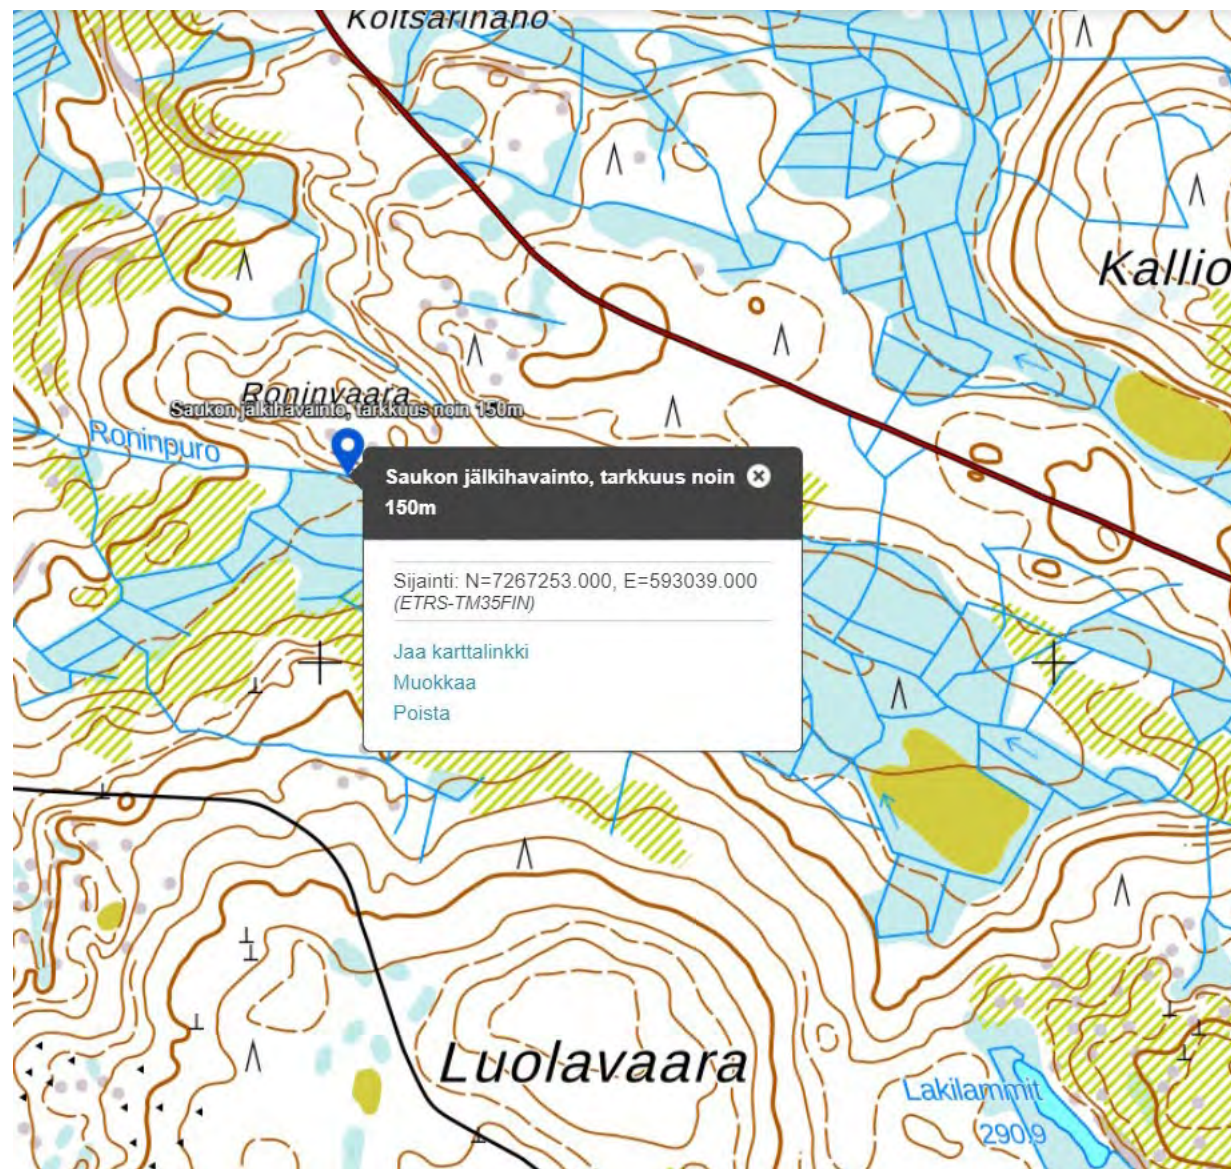 Koltsarinaho
Kallio
Roninvaara
Saukon jälkihavainto, tarkkuus noin 150m
Roninpuro
Saukon jälkihavainto, tarkkuus noin
150m
Sijainti: N=7267253.000, E=593039.000
(ETRS-TM35FIN)
Jaa karttalinkki
Muokkaa
Poista
Luolavaara
Lakilammit
290.9